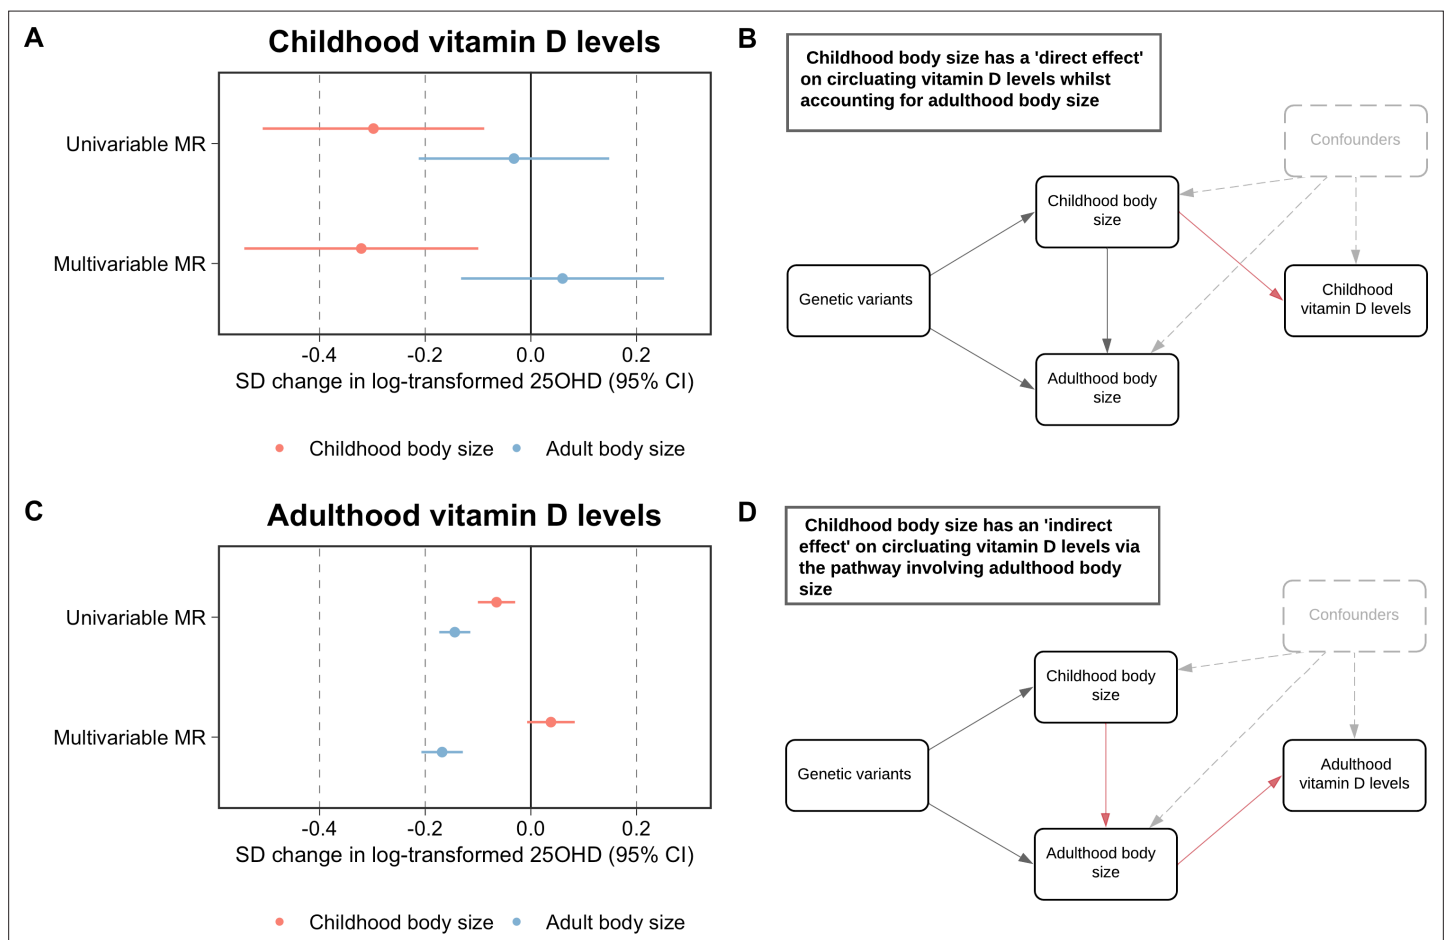 A
Childhood vitamin D levels
Univariable MR
Multivariable MR
-0.4 -0.2 0.0 0.2
SD change in log-transformed 25OHD (95% CI)
Childhood body size Adult body size
B
Childhood body size has a 'direct effect'
on circluating vitamin D levels whilst
accounting for adulthood body size
Confounders
Childhood body
size
Genetic variants
Childhood
vitamin D levels
Adulthood body
size
C
Adulthood vitamin D levels
Univariable MR
Multivariable MR
-0.4 -0.2 0.0 0.2
SD change in log-transformed 25OHD (95% CI)
Childhood body size Adult body size
D
Childhood body size has an 'indirect
effect' on circluating vitamin D levels via
the pathway involving adulthood body
size
Confounders
Childhood body
size
Genetic variants
Adulthood
vitamin D levels
Adulthood body
size